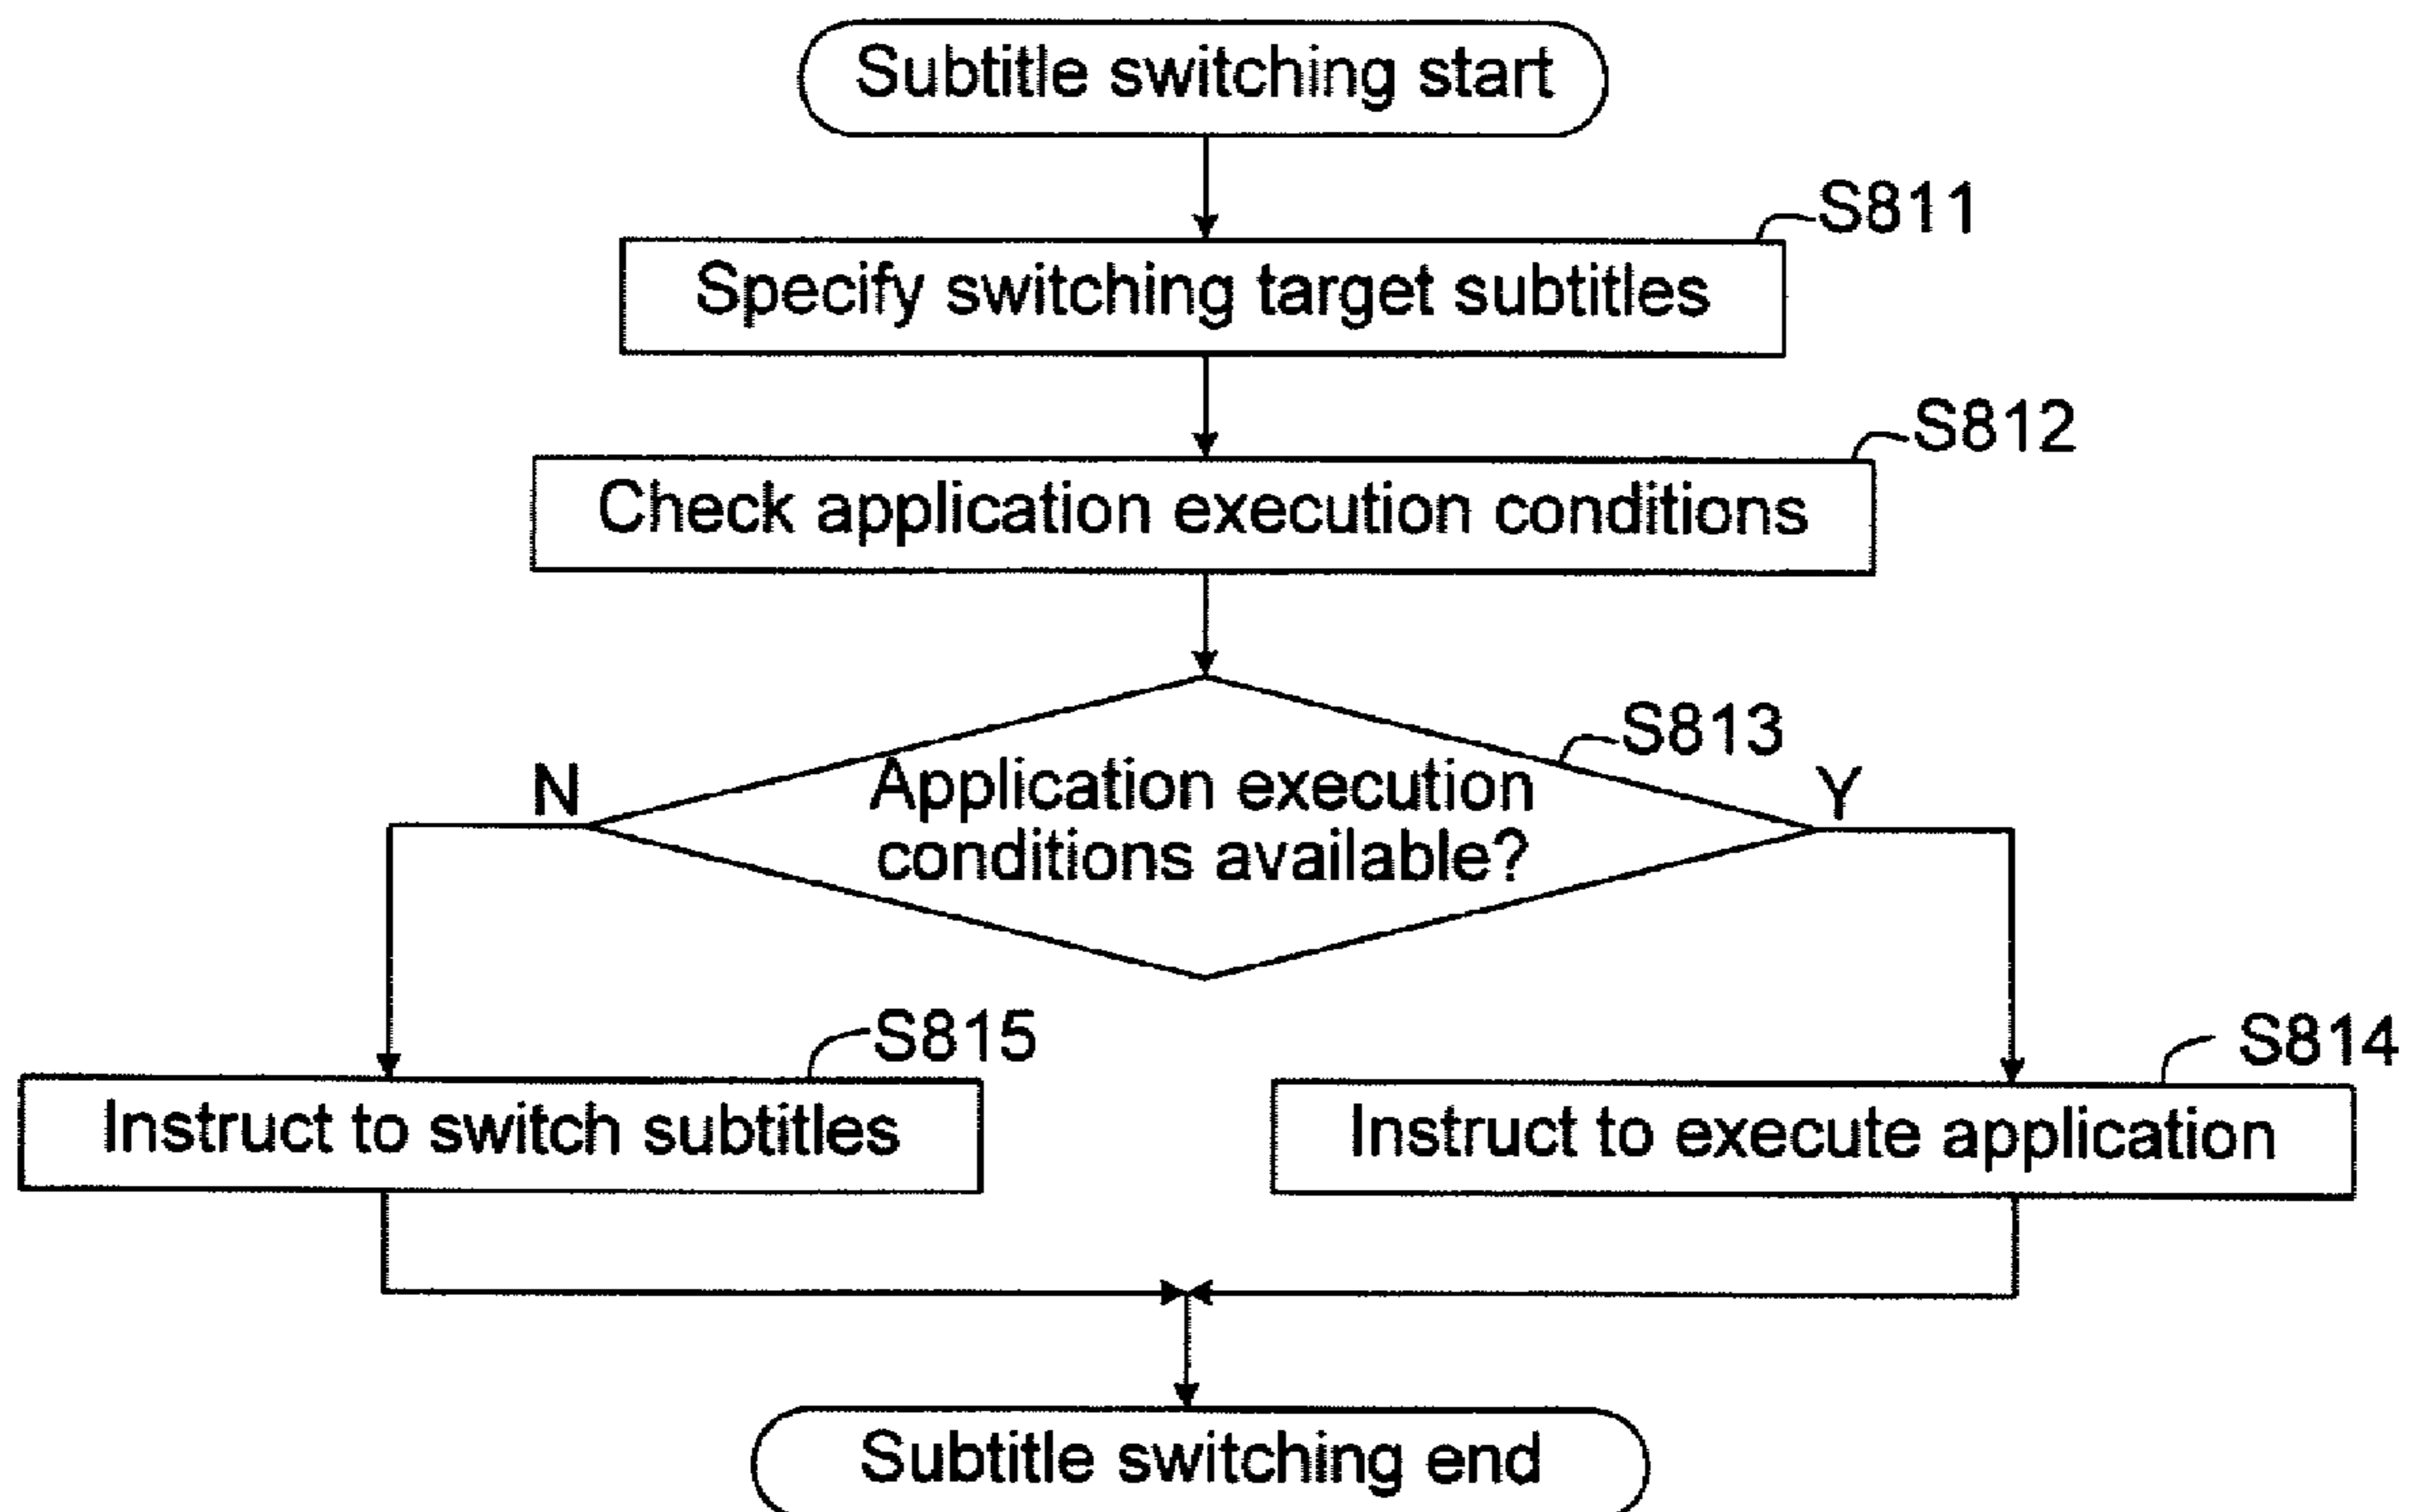 Subtitle switching start
S811
Specify switching target subtitles
S812
Check application execution conditions
S813
N
Application execution
conditions available?
Y
S815
Instruct to switch subtitles
S814
Instruct to execute application
Subtitle switching end